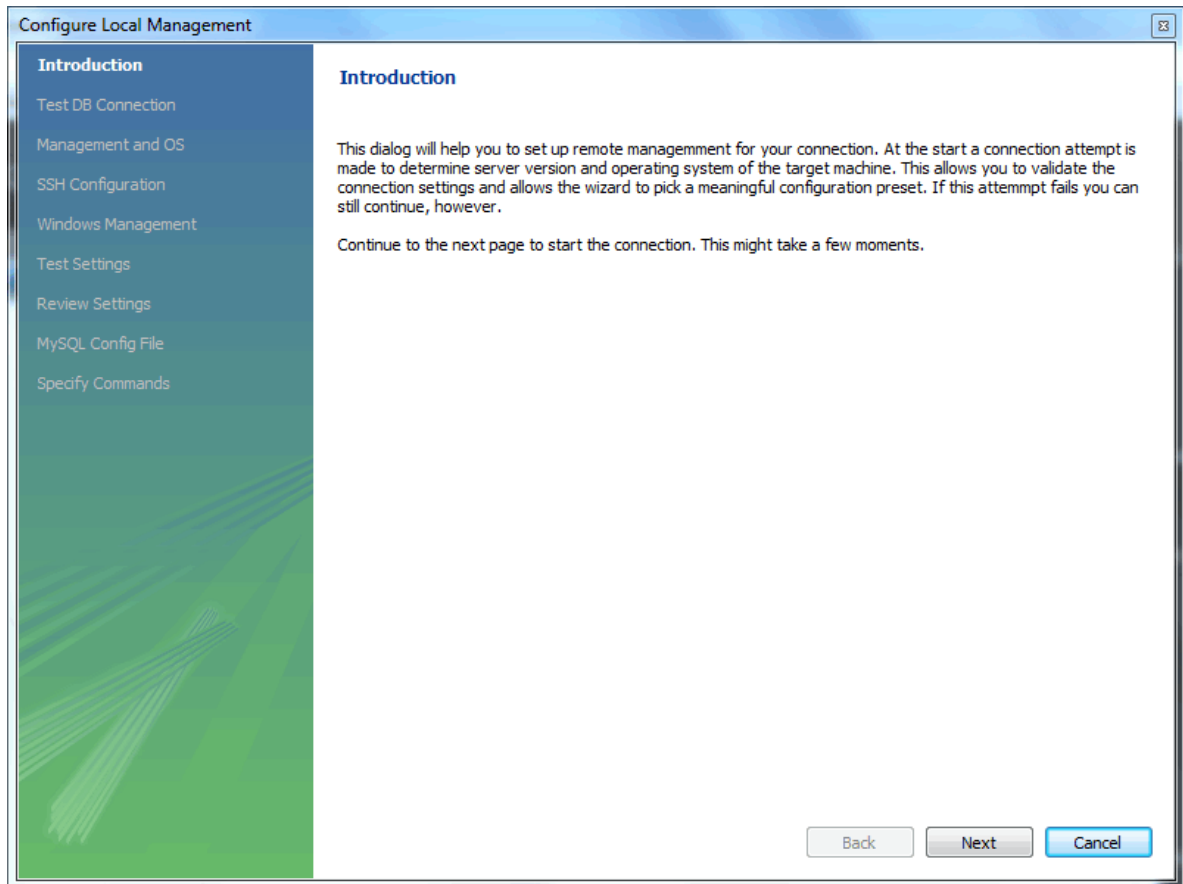 Configure Local Management
Introduction
Test DB Connection
Management and OS
SSH Configuration
Windows Management
Test Settings
Review Settings
MySQL Config File
Specify Commands
Introduction
This dialog will help you to set up remote managemment for your connection. At the start a connection attempt is
made to determine server version and operating system of the target machine. This allows you to validate the
connection settings and allows the wizard to pick a meaningful configuration preset. If this attemmpt fails you can
still continue, however.
Continue to the next page to start the connection. This might take a few moments.
Back
Next
Cancel